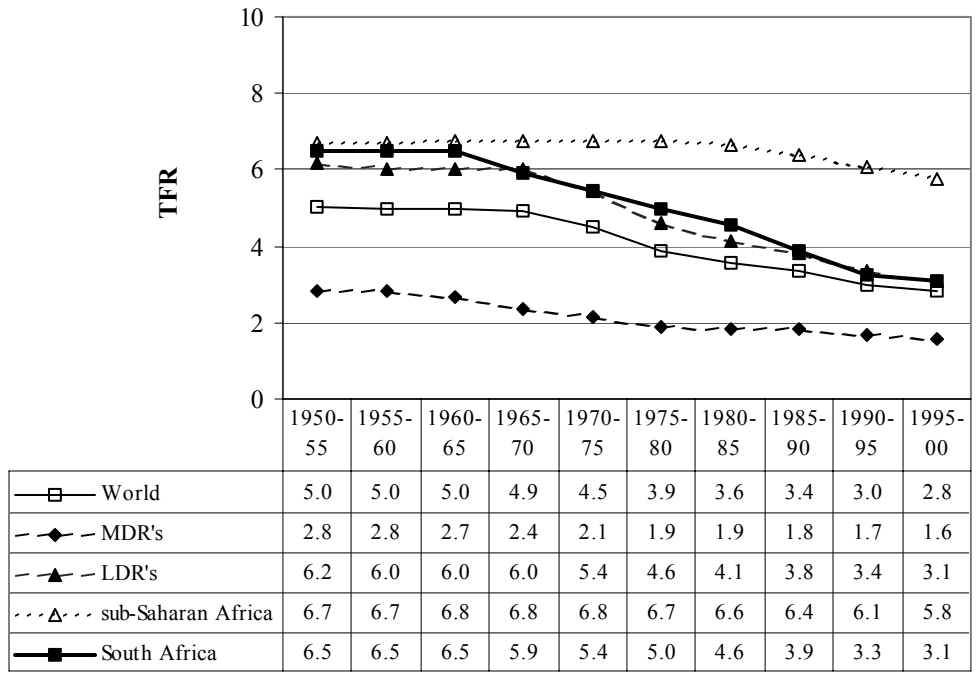 10
8
6
4
2
0
TFR
1950-55 1955-60 1960-65 1965-70 1970-75 1975-80 1980-85 1985-90 1990-95 1995-00
World 5.0 5.0 5.0 4.9 4.5 3.9 3.6 3.4 3.0 2.8
MDR's 2.8 2.8 2.7 2.4 2.1 1.9 1.9 1.8 1.7 1.6
LDR's 6.2 6.0 6.0 6.0 5.4 4.6 4.1 3.8 3.4 3.1
sub-Saharan Africa 6.7 6.7 6.8 6.8 6.8 6.7 6.6 6.4 6.1 5.8
South Africa 6.5 6.5 6.5 5.9 5.4 5.0 4.6 3.9 3.3 3.1